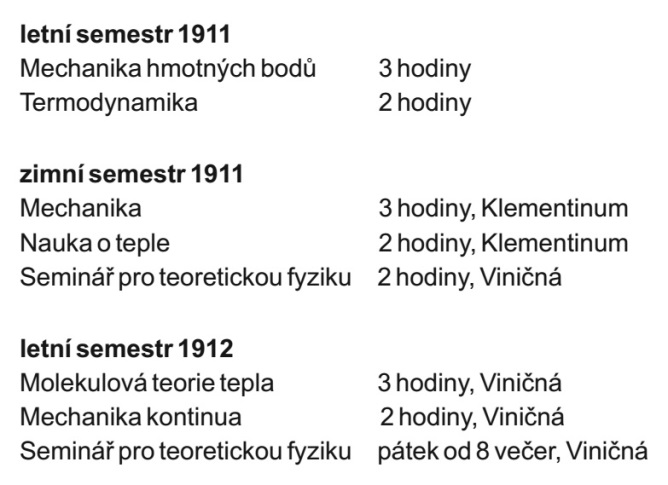 letní semestr 1911
Mechanika hmotných bodů 3 hodiny
Termodynamika 2 hodiny
zimní semestr 1911
Mechanika 3 hodiny, Klementinum
Nauka o teple 2 hodiny, Klementinum
Seminář pro teoretickou fyziku 2 hodiny, Viničná
letní semestr 1912
Molekulová teorie tepla 3 hodiny, Viničná
Mechanika kontinua 2 hodiny, Viničná
Seminář pro teoretickou fyziku pátek od 8 večer, Viničná